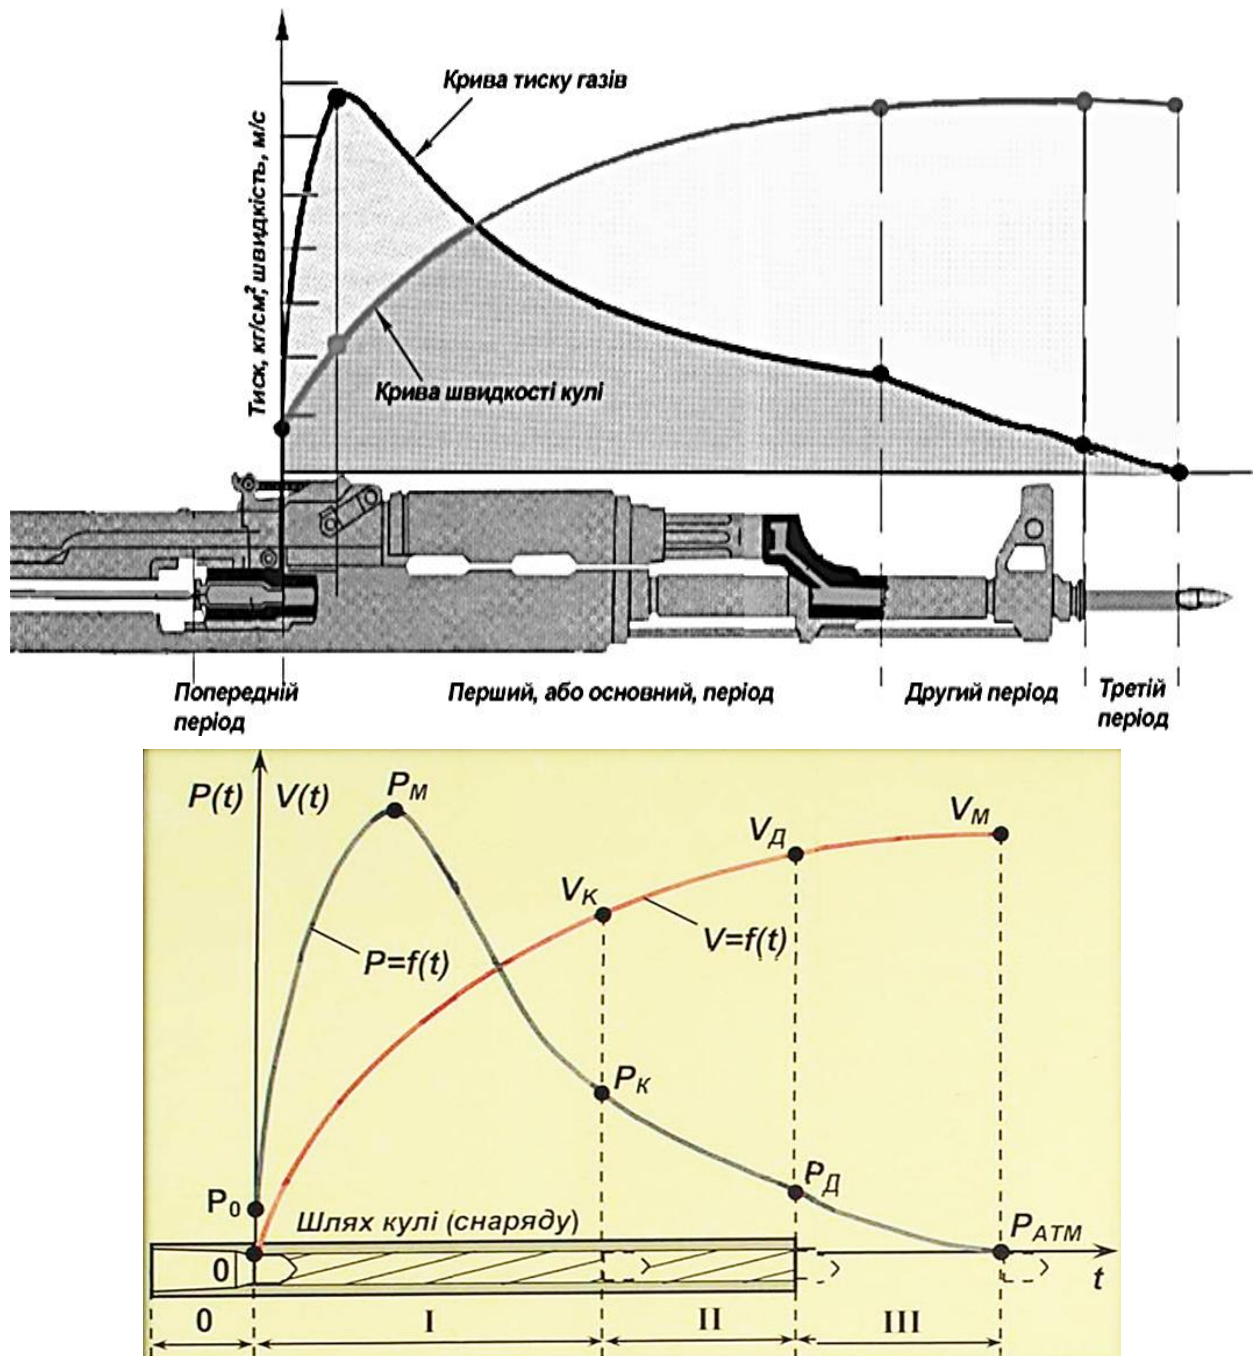 Крива тиску газів
Тиск, кг/см², швидкість, м/с
Крива швидкості кулі
Попередній
період
Перший, або основний, період
Другий період
Третій
період
P(t) V(t)
PМ
VМ
VД
VК
P=f(t)
V=f(t)
PК
P0
PД
Шлях кулі (снаряду)
PАТМ
0
t
0 I II III